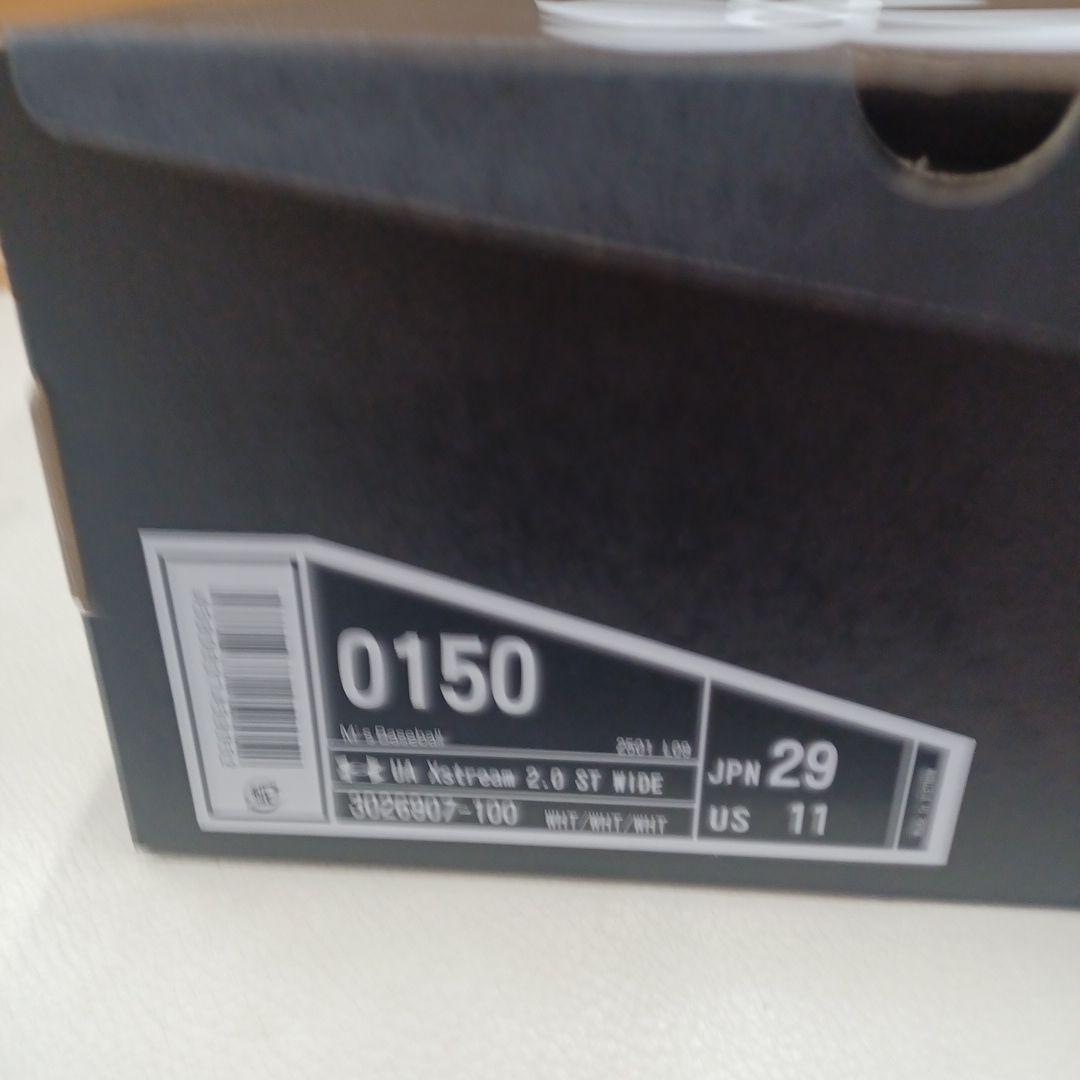 0150
M's Baseball 2501 L09
UA Xstream 2.0 ST WIDE
3026907-100 WHT/WHT/WHT
JPN 29
US 11